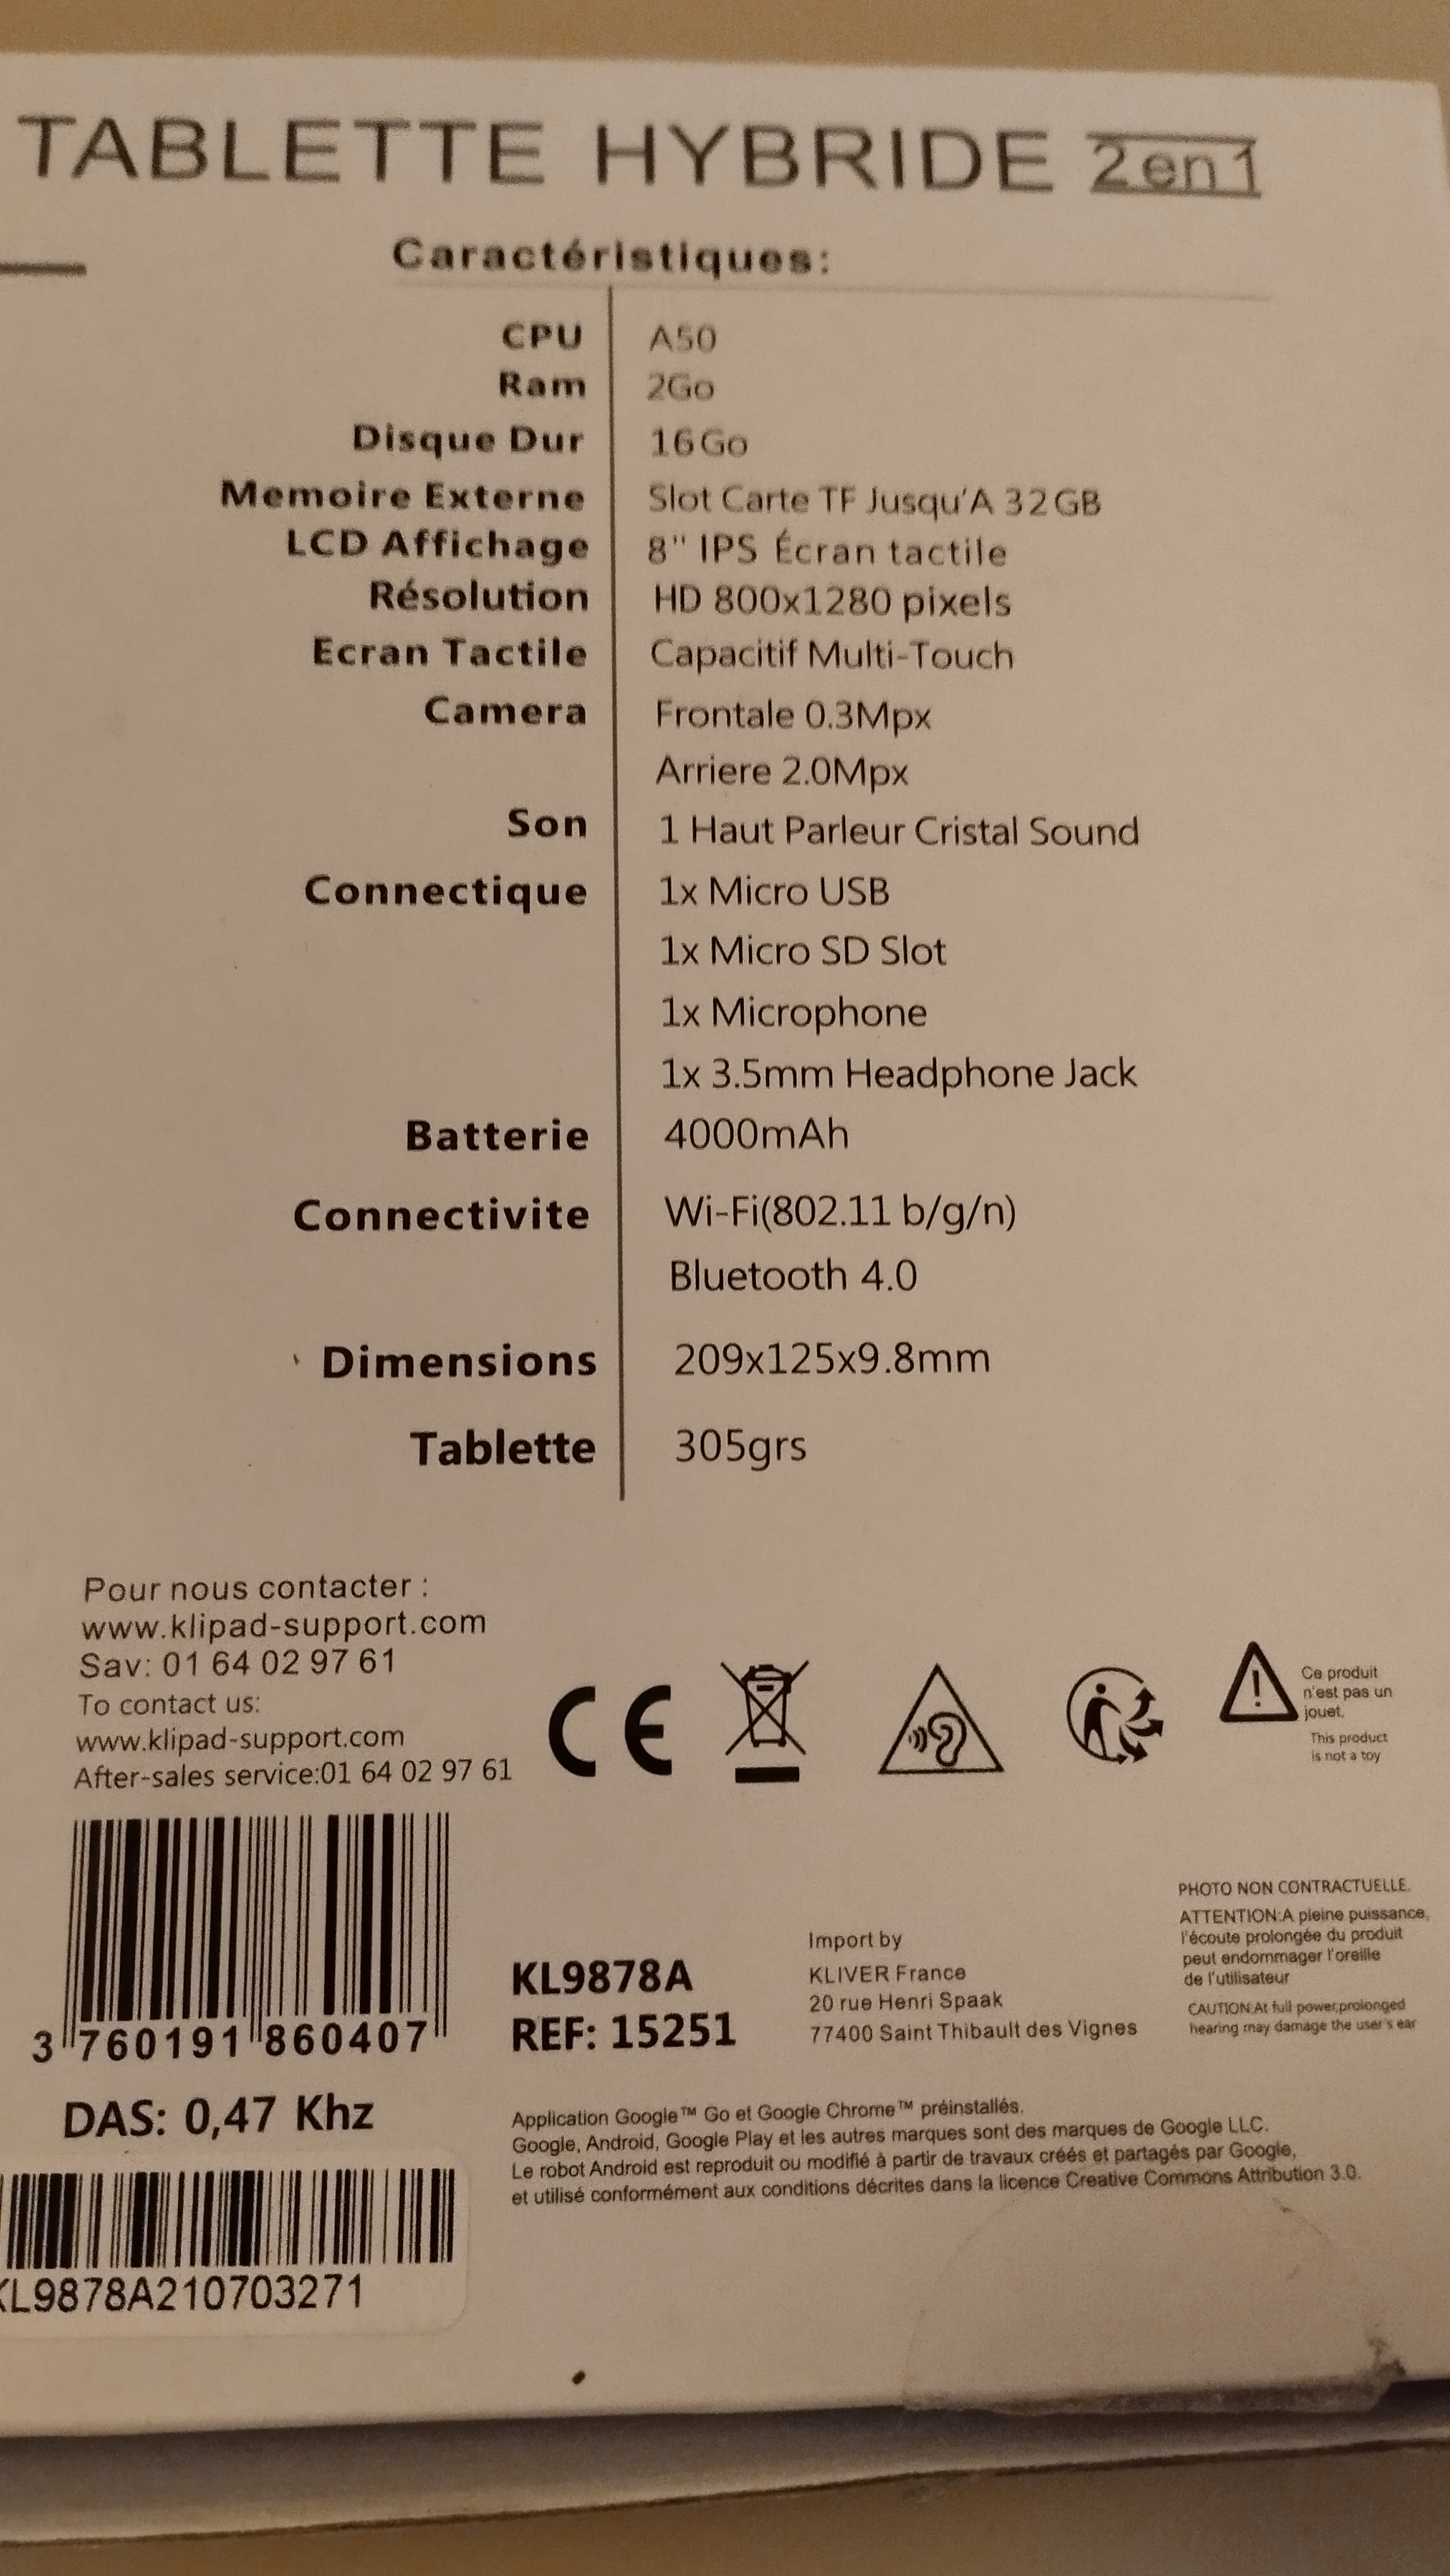 TABLETTE HYBRIDE 2en1
Caractéristiques:
CPU A50
Ram 2Go
Disque Dur 16Go
Memoire Externe Slot Carte TF Jusqu'A 32GB
LCD Affichage 8" IPS Écran tactile
Résolution HD 800x1280 pixels
Ecran Tactile Capacitif Multi-Touch
Camera Frontale 0.3Mpx
Arriere 2.0Mpx
Son 1 Haut Parleur Cristal Sound
Connectique 1x Micro USB
1x Micro SD Slot
1x Microphone
1x 3.5mm Headphone Jack
Batterie 4000mAh
Connectivite Wi-Fi(802.11 b/g/n)
Bluetooth 4.0
Dimensions 209x125x9.8mm
Tablette 305grs
Pour nous contacter :
www.klipad-support.com
Sav: 01 64 02 97 61
To contact us:
www.klipad-support.com
After-sales service:01 64 02 97 61
CE
Ce produit
n'est pas un
jouet.
This product
is not a toy
3 760191 860407
DAS: 0,47 Khz
KL9878A210703271
KL9878A
REF: 15251
Import by
KLIVER France
20 rue Henri Spaak
77400 Saint Thibault des Vignes
PHOTO NON CONTRACTUELLE.
ATTENTION:A pleine puissance,
l'écoute prolongée du produit
peut endommager l'oreille
de l'utilisateur
CAUTION:At full power,prolonged
hearing may damage the user's ear
Application Google™ Go et Google Chrome™ préinstallés.
Google, Android, Google Play et les autres marques sont des marques de Google LLC.
Le robot Android est reproduit ou modifié à partir de travaux créés et partagés par Google,
et utilisé conformément aux conditions décrites dans la licence Creative Commons Attribution 3.0.